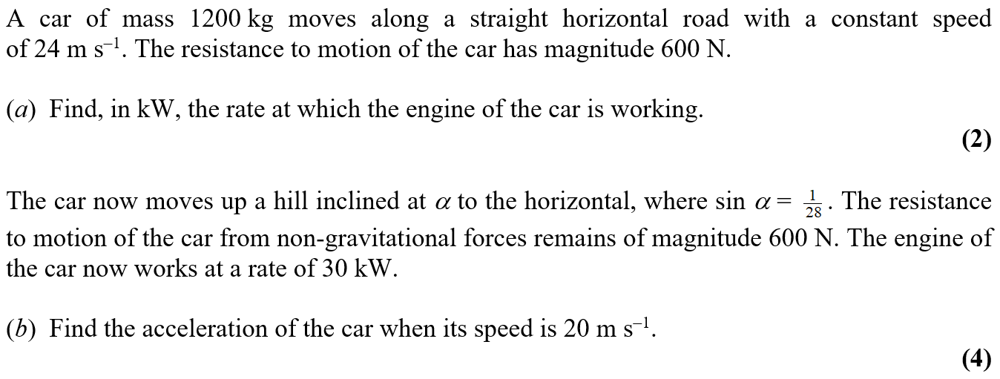 A car of mass 1200 kg moves along a straight horizontal road with a constant speed
of 24 m s⁻¹. The resistance to motion of the car has magnitude 600 N.
(a) Find, in kW, the rate at which the engine of the car is working.
(2)
The car now moves up a hill inclined at α to the horizontal, where sin α = 1/28. The resistance
to motion of the car from non-gravitational forces remains of magnitude 600 N. The engine of
the car now works at a rate of 30 kW.
(b) Find the acceleration of the car when its speed is 20 m s⁻¹.
(4)